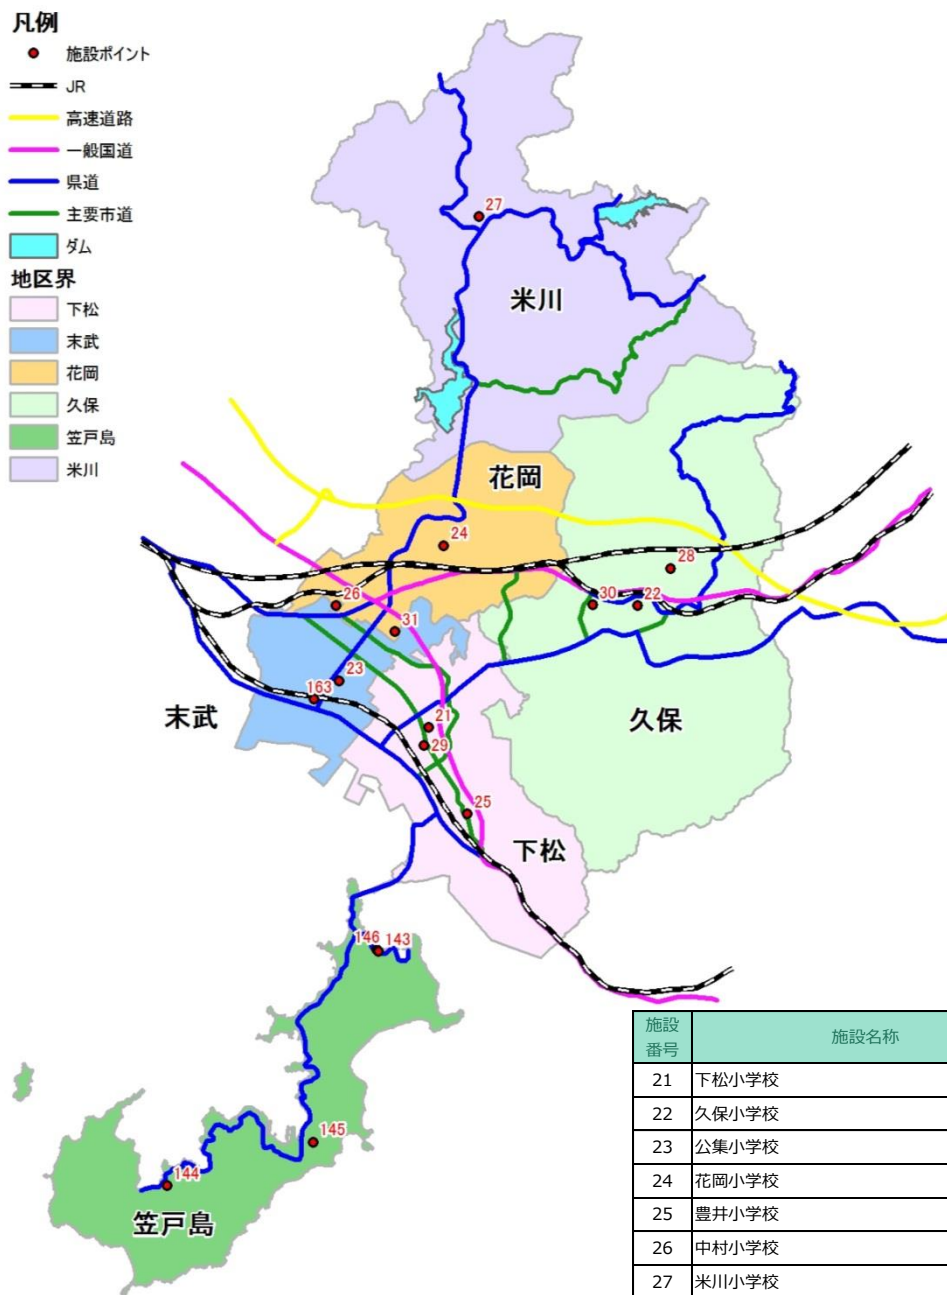 凡例
施設ポイント
JR
高速道路
一般国道
県道
主要市道
ダム
地区界
下松
末武
花岡
久保
笠戸島
米川
27
米川
花岡
24
28
26
30
22
31
23
163
末武
21
久保
29
25
下松
146
143
145
144
笠戸島
施設番号 施設名称
21 下松小学校
22 久保小学校
23 公集小学校
24 花岡小学校
25 豊井小学校
26 中村小学校
27 米川小学校